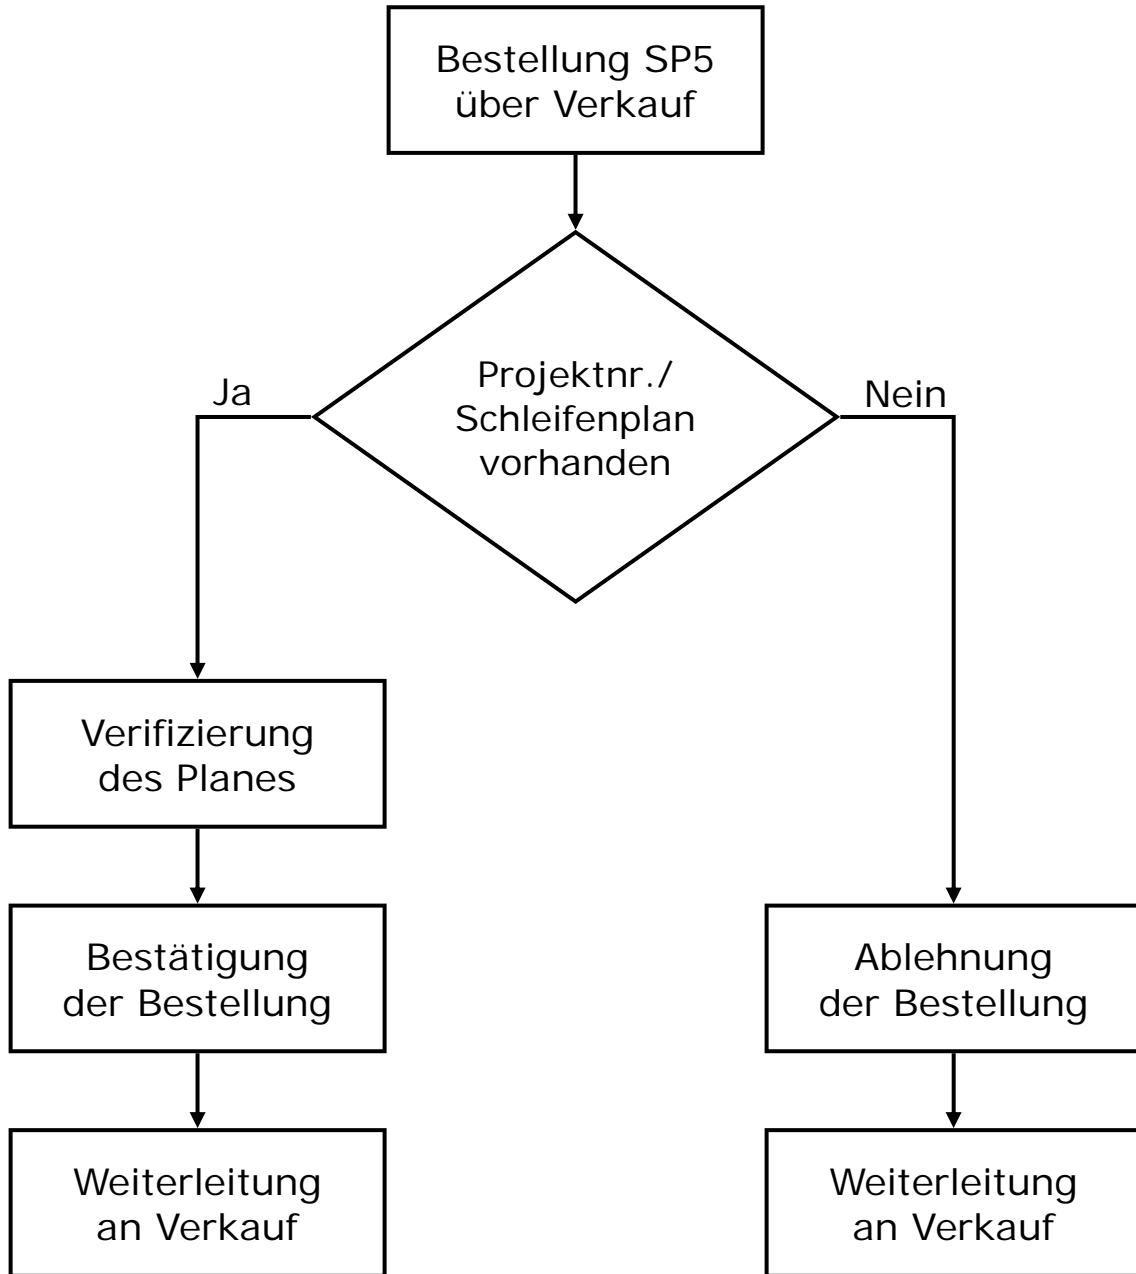 Bestellung SP5
über Verkauf
Projektnr./
Schleifenplan
vorhanden
Ja
Nein
Verifizierung
des Planes
Bestätigung
der Bestellung
Ablehnung
der Bestellung
Weiterleitung
an Verkauf
Weiterleitung
an Verkauf